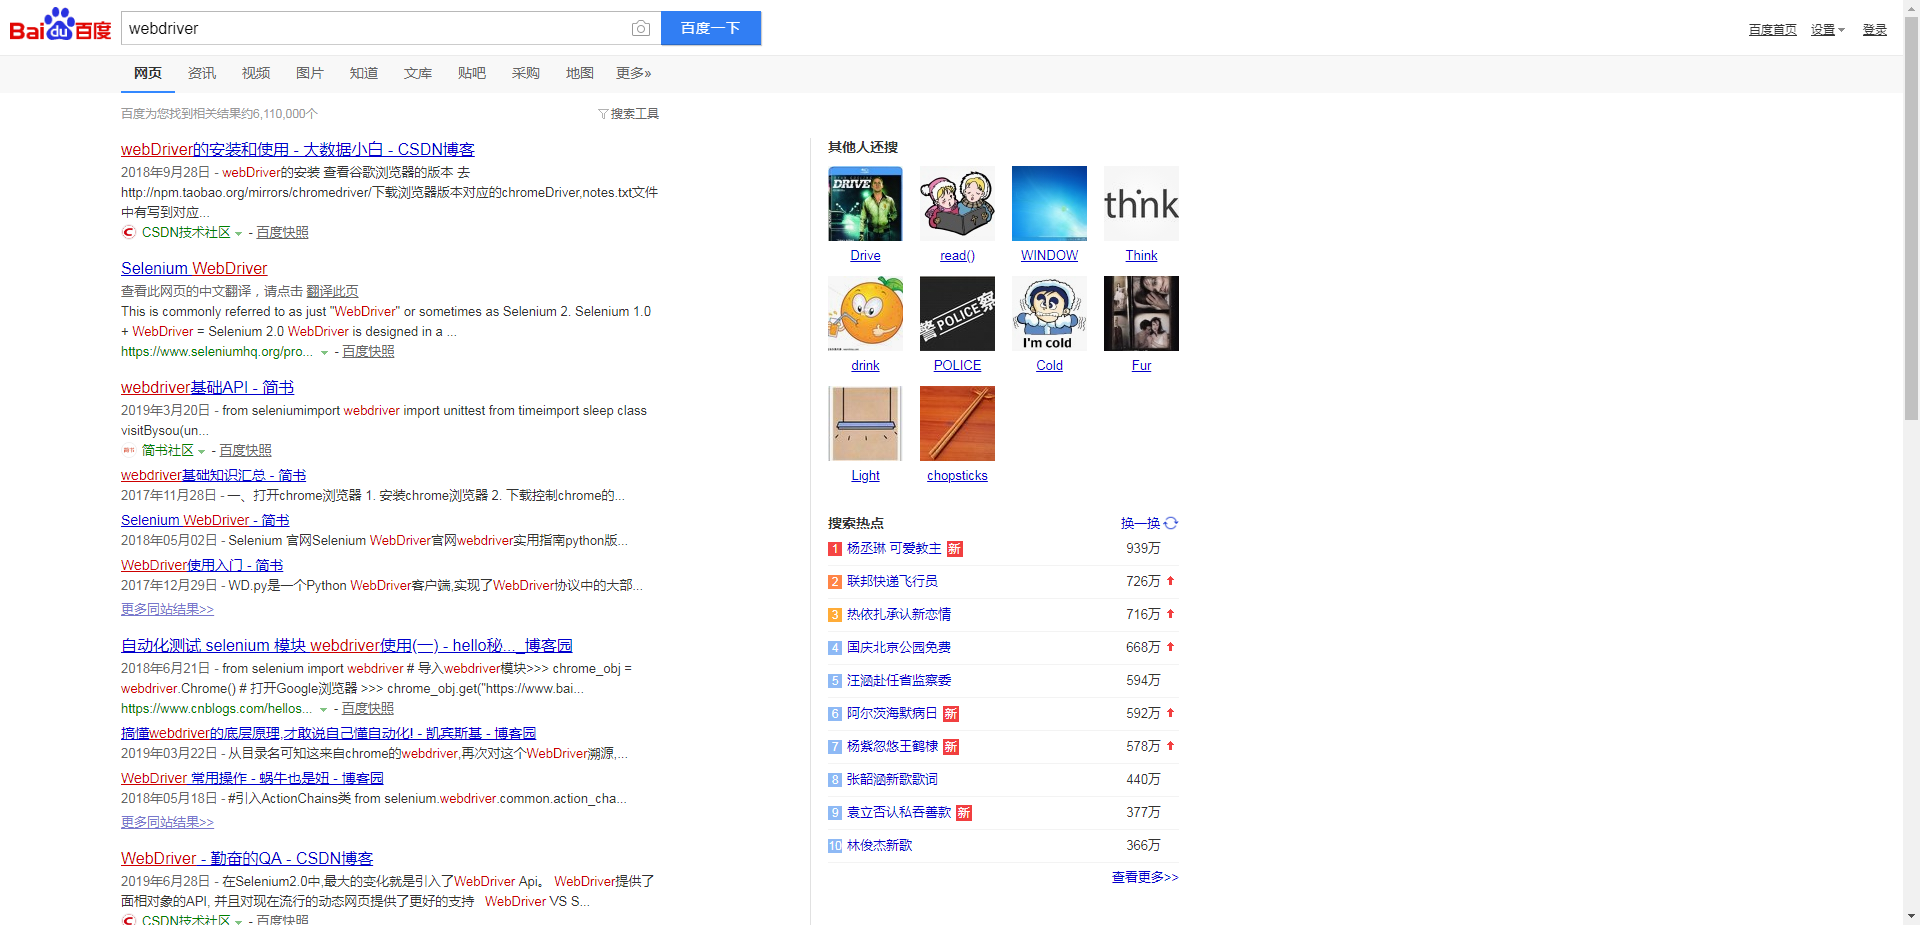 Bai du 百度
webdriver
百度一下
百度首页 设置 登录
网页 资讯 视频 图片 知道 文库 贴吧 采购 地图 更多»
百度为您找到相关结果约6,110,000个
搜索工具
webDriver的安装和使用 - 大数据小白 - CSDN博客
2018年9月28日 - webDriver的安装 查看谷歌浏览器的版本 去
http://npm.taobao.org/mirrors/chromedriver/下载浏览器版本对应的chromeDriver,notes.txt文件
中有写到对应...
CSDN技术社区 - 百度快照
Selenium WebDriver
查看此网页的中文翻译，请点击 翻译此页
This is commonly referred to as just "WebDriver" or sometimes as Selenium 2. Selenium 1.0
+ WebDriver = Selenium 2.0 WebDriver is designed in a ...
https://www.seleniumhq.org/pro... - 百度快照
webdriver基础API - 简书
2019年3月20日 - from seleniumimport webdriver import unittest from timeimport sleep class
visitBysou(un...
简书社区 - 百度快照
webdriver基础知识汇总 - 简书
2017年11月28日 - 一、打开chrome浏览器 1. 安装chrome浏览器 2. 下载控制chrome的...
Selenium WebDriver - 简书
2018年05月02日 - Selenium 官网Selenium WebDriver官网webdriver实用指南python版...
WebDriver使用入门 - 简书
2017年12月29日 - WD.py是一个Python WebDriver客户端,实现了WebDriver协议中的大部...
更多同站结果>>
自动化测试 selenium 模块 webdriver使用(一) - hello秘..._博客园
2018年6月21日 - from selenium import webdriver # 导入webdriver模块>>> chrome_obj =
webdriver.Chrome() # 打开Google浏览器 >>> chrome_obj.get("https://www.bai...
https://www.cnblogs.com/hellos... - 百度快照
搞懂webdriver的底层原理,才敢说自己懂自动化! - 凯宾斯基 - 博客园
2019年03月22日 - 从目录名可知这来自chrome的webdriver,再次对这个WebDriver溯源,...
WebDriver 常用操作 - 蜗牛也是妞 - 博客园
2018年05月18日 - #引入ActionChains类 from selenium.webdriver.common.action_cha...
更多同站结果>>
WebDriver - 勤奋的QA - CSDN博客
2019年6月28日 - 在Selenium2.0中,最大的变化就是引入了WebDriver Api。 WebDriver提供了
面相对象的API, 并且对现在流行的动态网页提供了更好的支持 WebDriver VS S...
CSDN技术社区 - 百度快照
其他人还搜
DRIVE
think
Drive read() WINDOW Think
警 POLICE 察
I'm cold
drink POLICE Cold Fur
Light chopsticks
搜索热点 换一换
1 杨丞琳 可爱教主 新 939万
2 联邦快递飞行员 726万
3 热依扎承认新恋情 716万
4 国庆北京公园免费 668万
5 汪涵赴任省监察委 594万
6 阿尔茨海默病日 新 592万
7 杨紫忽悠王鹤棣 新 578万
8 张韶涵新歌歌词 440万
9 袁立否认私吞善款 新 377万
10 林俊杰新歌 366万
查看更多>>